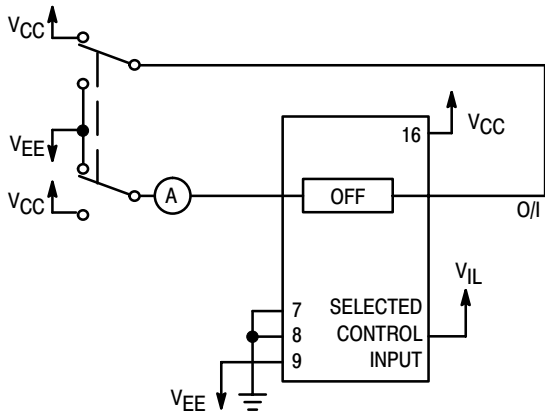 VCC
VEE
VCC
A
OFF
16
VCC
O/I
VIL
7 SELECTED
8 CONTROL
9 INPUT
VEE